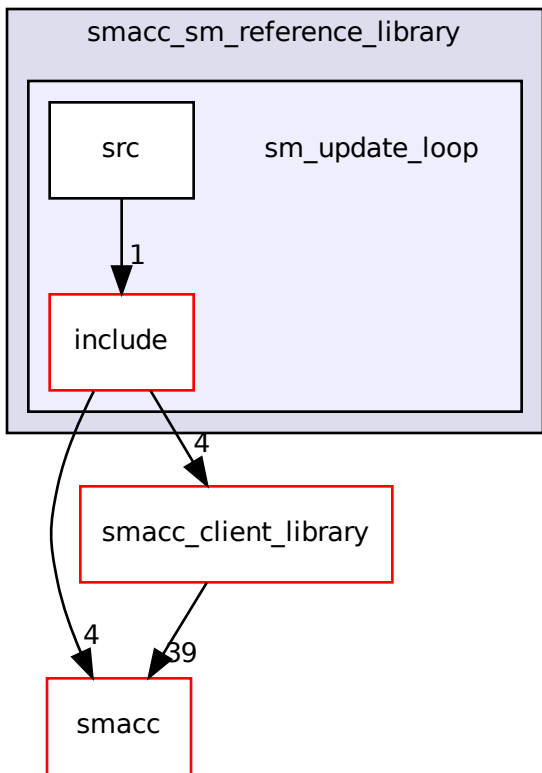 smacc_sm_reference_library
src
sm_update_loop
1
include
4
smacc_client_library
4
39
smacc